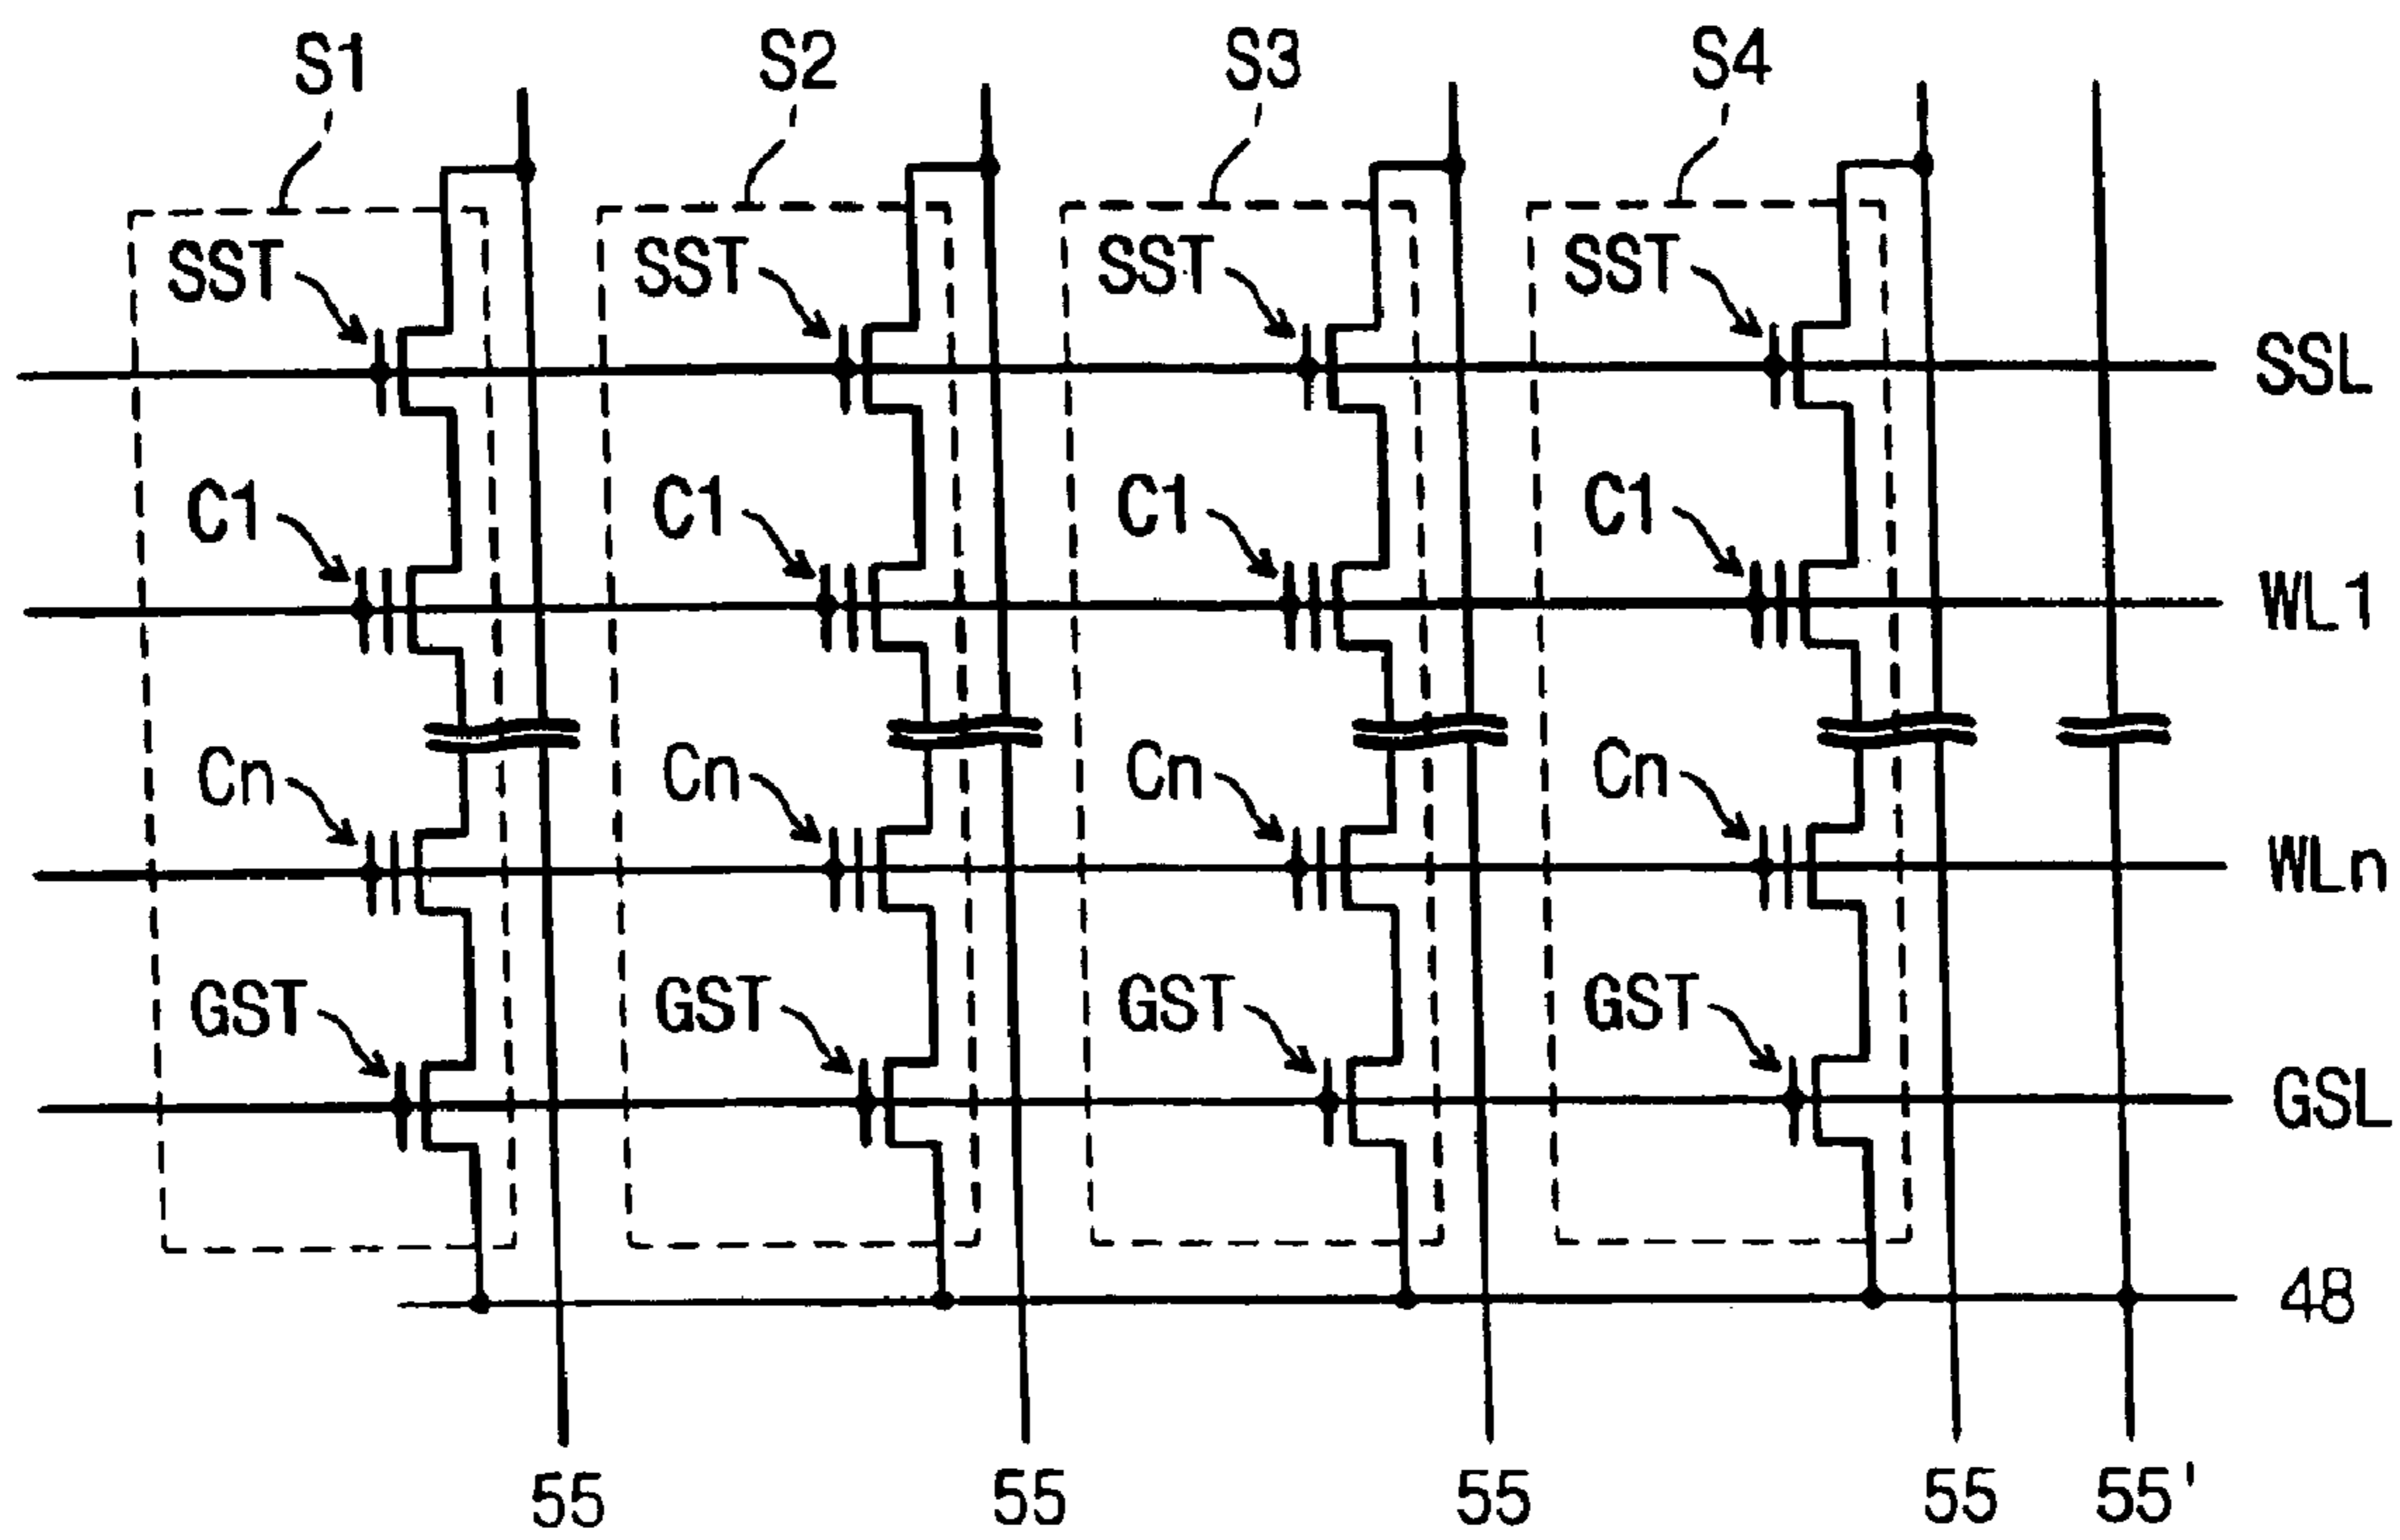 S1 S2 S3 S4
SST SST SST SST
SSL
C1 C1 C1 C1
WL1
Cn Cn Cn Cn
WLn
GST GST GST GST
GSL
48
55 55 55 55 55'